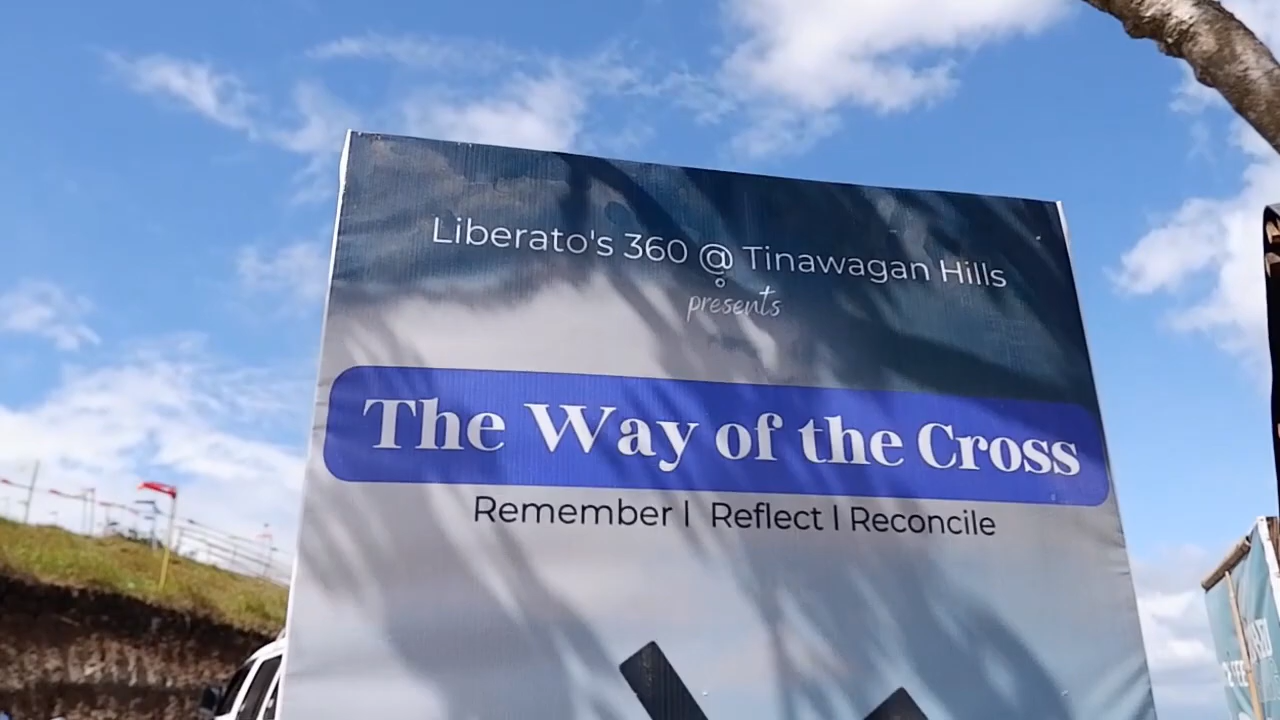 Liberato's 360 @ Tinawagan Hills
presents
The Way of the Cross
Remember | Reflect | Reconcile